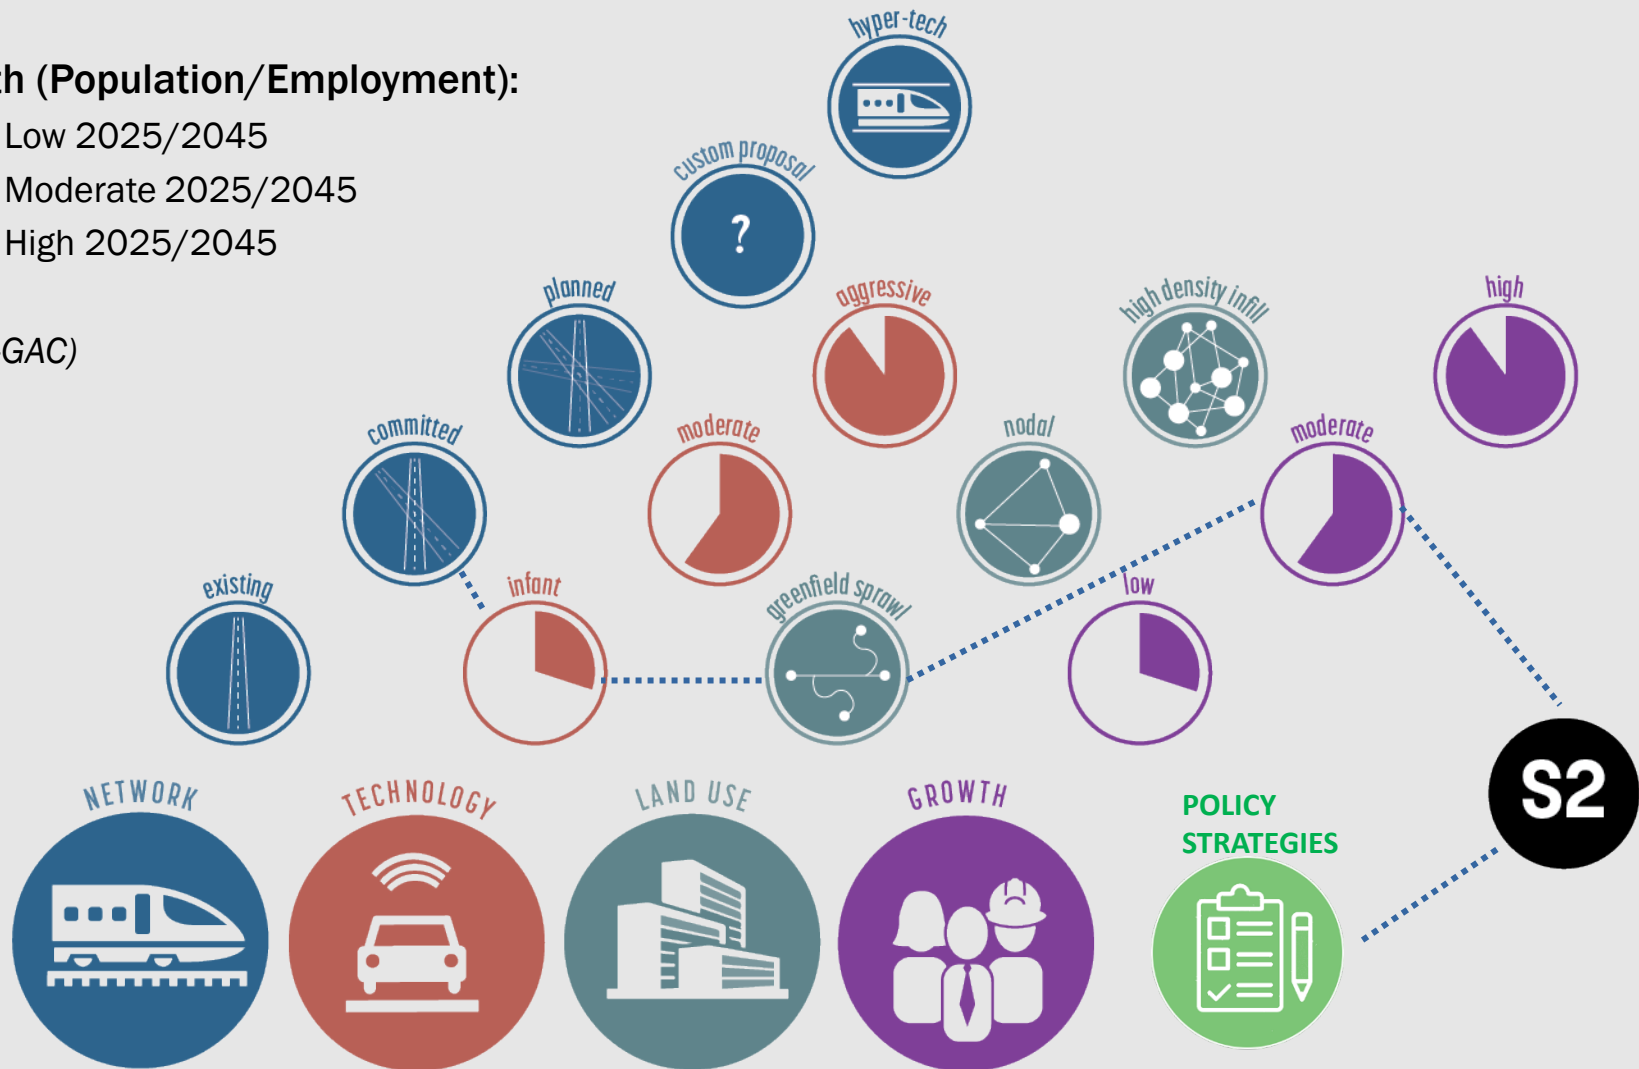 th (Population/Employment):
Low 2025/2045
Moderate 2025/2045
High 2025/2045
GAC)
hyper-tech
custom proposal
?
planned
aggressive
high density infill
high
committed
moderate
nodal
moderate
existing
infant
greenfield sprawl
low
NETWORK
TECHNOLOGY
LAND USE
GROWTH
POLICY
STRATEGIES
S2